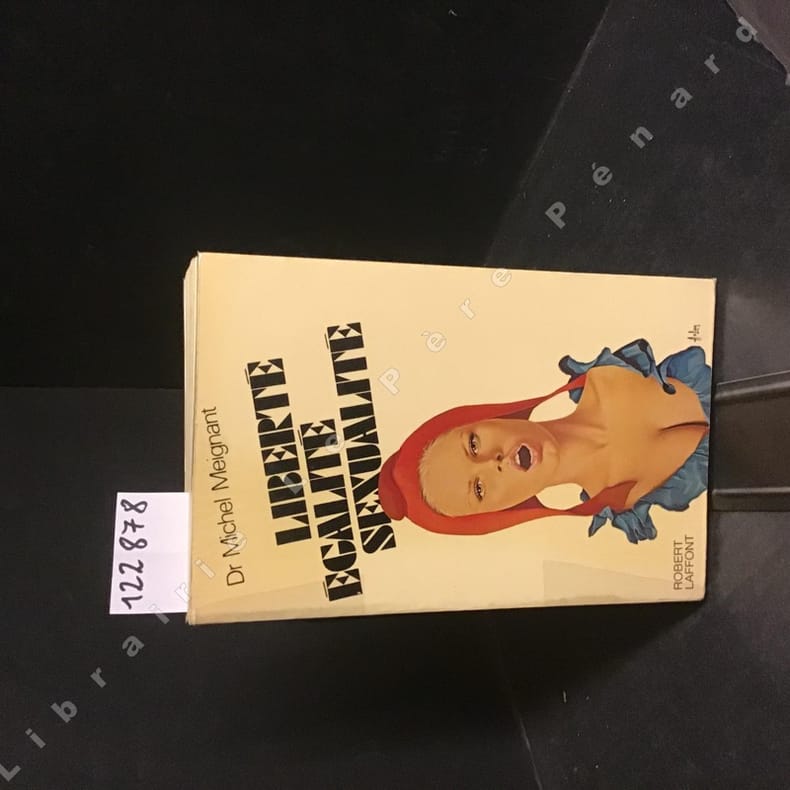 Dr Michel Meignant
LIBERTÉ
ÉGALITÉ
SEXUALITÉ
ROBERT
LAFFONT
122878
Librairie Le Père Pénard